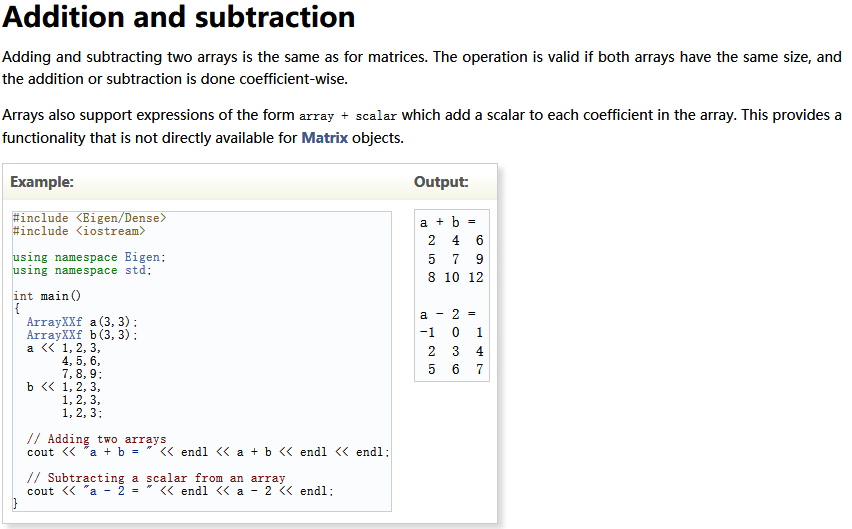 Addition and subtraction
Adding and subtracting two arrays is the same as for matrices. The operation is valid if both arrays have the same size, and
the addition or subtraction is done coefficient-wise.
Arrays also support expressions of the form array + scalar which add a scalar to each coefficient in the array. This provides a
functionality that is not directly available for Matrix objects.
Example:
#include <Eigen/Dense>
#include <iostream>
using namespace Eigen;
using namespace std;
int main()
{
ArrayXXf a(3,3);
ArrayXXf b(3,3);
a << 1,2,3,
4,5,6,
7,8,9;
b << 1,2,3,
1,2,3,
1,2,3;
// Adding two arrays
cout << "a + b = " << endl << a + b << endl << endl;
// Subtracting a scalar from an array
cout << "a - 2 = " << endl << a - 2 << endl;
}
Output:
a + b =
2 4 6
5 7 9
8 10 12
a - 2 =
-1 0 1
2 3 4
5 6 7